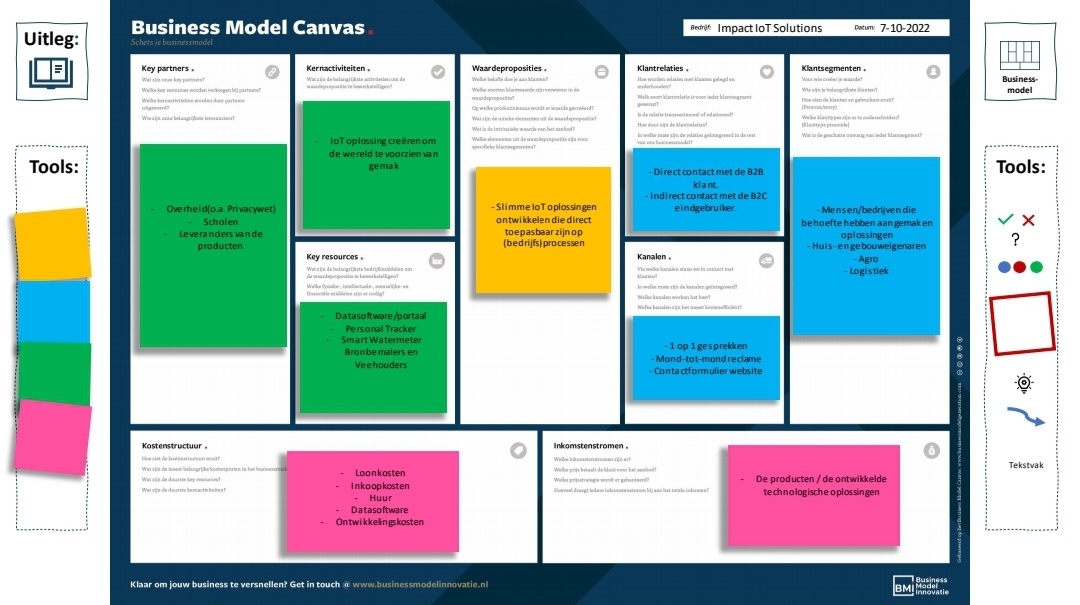 Uitleg:
Tools:
Business Model Canvas.
Schets je businessmodel
Bedrijf: Impact IoT Solutions
Datum: 7-10-2022
Key partners.
Wat zijn onze key partners?
Welke key resources verkrijgen bij partners?
Welke kernactiviteiten worden door partners
uitgevoerd?
Wie zijn onze belangrijkste leveranciers?
- Overheid(o.a. Privacywet)
- Scholen
- Leveranders van de
producten
Kernactiviteiten.
Wat zijn de belangrijkste activiteiten om de
waardepropositie te bewerkstelligen?
- IoT oplossing creëren om
de wereld te voorzien van
gemak
Key resources.
Wat zijn de belangrijkste bedrijfsmiddelen om
de waardepropositie te bewerkstelligen?
Welke fysieke-, intellectuele-, menselijke- en
financiële middelen zijn er nodig?
- Datasoftware/portaal
- Personal Tracker
- Smart Watermeter
Bronbemalers en
Veehouders
Waardeproposities.
Welke belofte doe je aan klanten?
Welke soorten klantwaarden zijn verweven in de
waardepropositie?
Op welke productniveaus wordt er waarde gecreëerd?
Wat zijn de unieke elementen uit de waardepropositie?
Wat is de intrinsieke waarde van het aanbod?
Welke elementen uit de waardepropositie zijn voor
specifieke klantsegmenten?
- Slimme IoT oplossingen
ontwikkelen die direct
toepasbaar zijn op
(bedrijfs)processen
Klantrelaties.
Hoe worden relaties met klanten gelegd en
onderhouden?
Welk soort klantrelatie is voor ieder klantsegment
gewenst?
Is de relatie transactioneel of relationeel?
Hoe duur zijn de klantrelaties?
In welke mate zijn de relaties geïntegreerd in de rest
van ons businessmodel?
- Direct contact met de B2B
klant.
- Indirect contact met de B2C
eindgebruiker.
Kanalen.
Via welke kanalen staan we in contact met
klanten?
In welke mate zijn de kanalen geïntegreerd?
Welke kanalen werken het best?
Welke kanalen zijn het meest kostenefficiënt?
- 1 op 1 gesprekken
- Mond-tot-mond reclame
- Contactformulier website
Klantsegmenten.
Voor wie creëer je waarde?
Wie zijn je belangrijkste klanten?
Hoe zien de klanten en gebruiker eruit?
(Persona/story)
Welke klanttypes zijn er te onderscheiden?
(Klanttype piramide)
Wat is de geschatte omvang van ieder klantsegment?
- Mensen/bedrijven die
behoefte hebben aan gemak en
oplossingen
- Huis- en gebouweigenaren
- Agro
- Logistiek
Kostenstructuur.
Hoe ziet de kostenstructuur eruit?
Wat zijn de meest belangrijke kostenposten in het businessmodel
Wat zijn de duurste key resources?
Wat zijn de duurste kernactiviteiten?
- Loonkosten
- Inkoopkosten
- Huur
- Datasoftware
- Ontwikkelingskosten
Inkomstenstromen.
Welke inkomstenstromen zijn er?
Welke prijs betaalt de klant voor het aanbod?
Welke prijsstrategie wordt er gehanteerd?
Hoeveel draagt iedere inkomstenstroom bij aan het totale inkomen?
- De producten / de ontwikkelde
technologische oplossingen
Klaar om jouw business te versnellen? Get in touch @ www.businessmodelinnovatie.nl
BMI
Business
Model
Innovatie
Gebaseerd op het Business Model Canvas: www.businessmodelgeneration.com
Business-
model
Tools:
?
Tekstvak